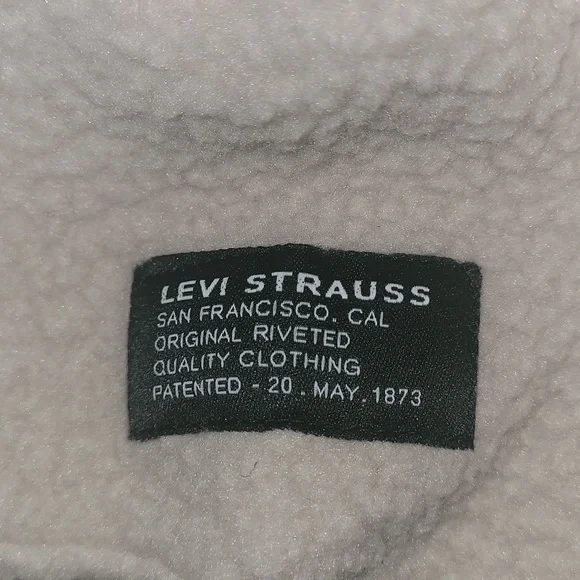 LEVI STRAUSS
SAN FRANCISCO. CAL
ORIGINAL RIVETED
QUALITY CLOTHING
PATENTED - 20 . MAY . 1873